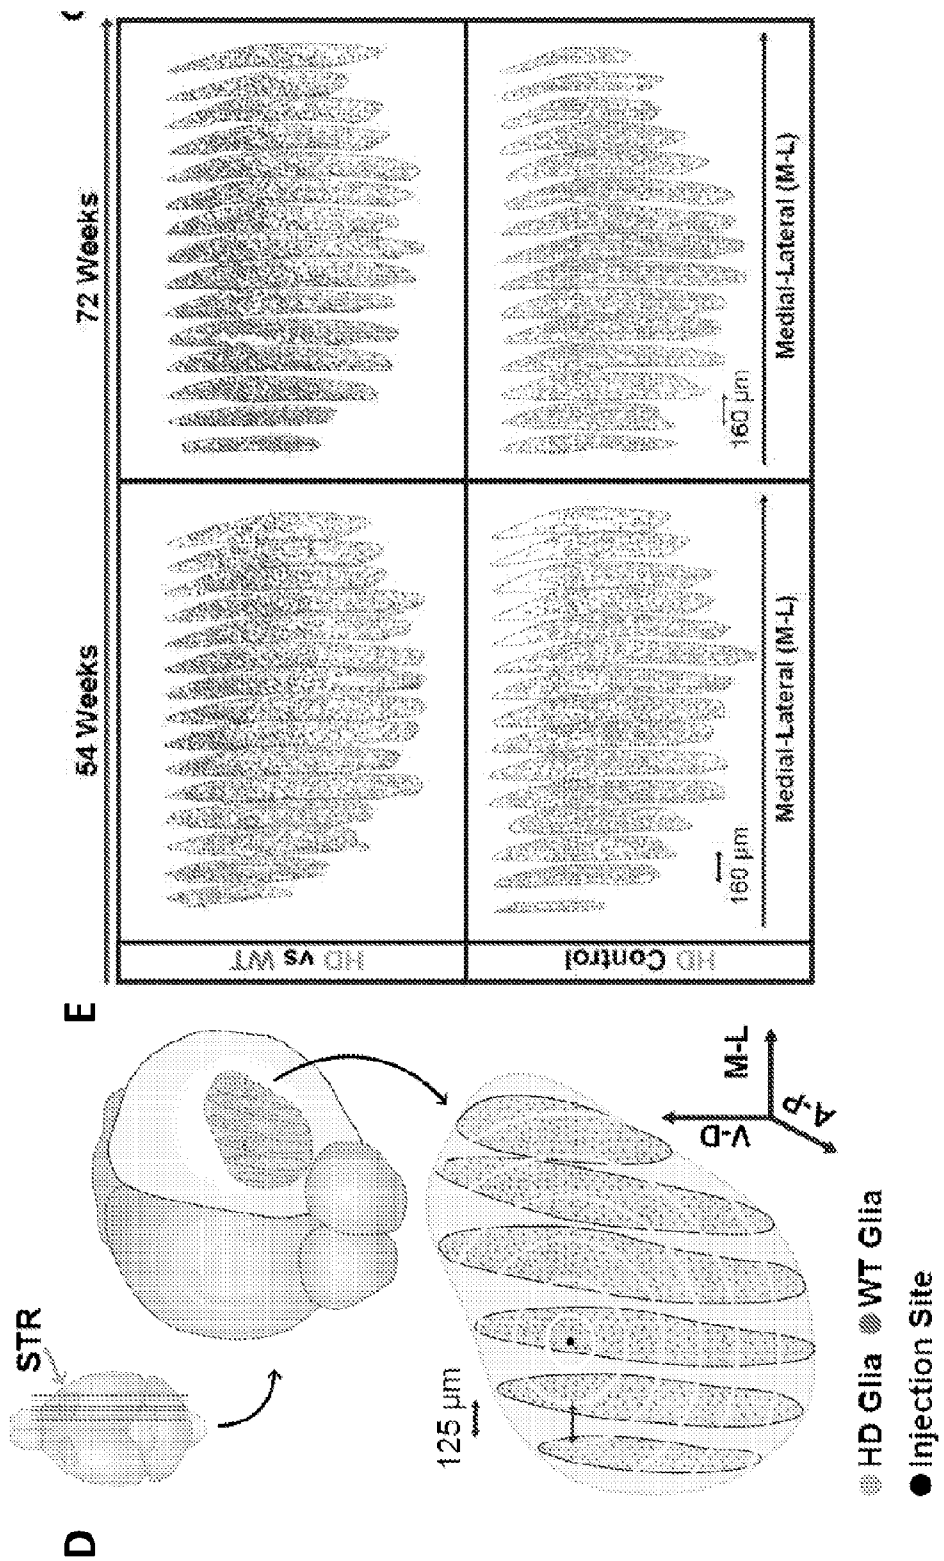 D
STR
125 µm
V-D
M-L
A-P
HD Glia WT Glia
Injection Site
E
54 Weeks
72 Weeks
HD vs WT
HD Control
160 µm
160 µm
Medial-Lateral (M-L)
Medial-Lateral (M-L)